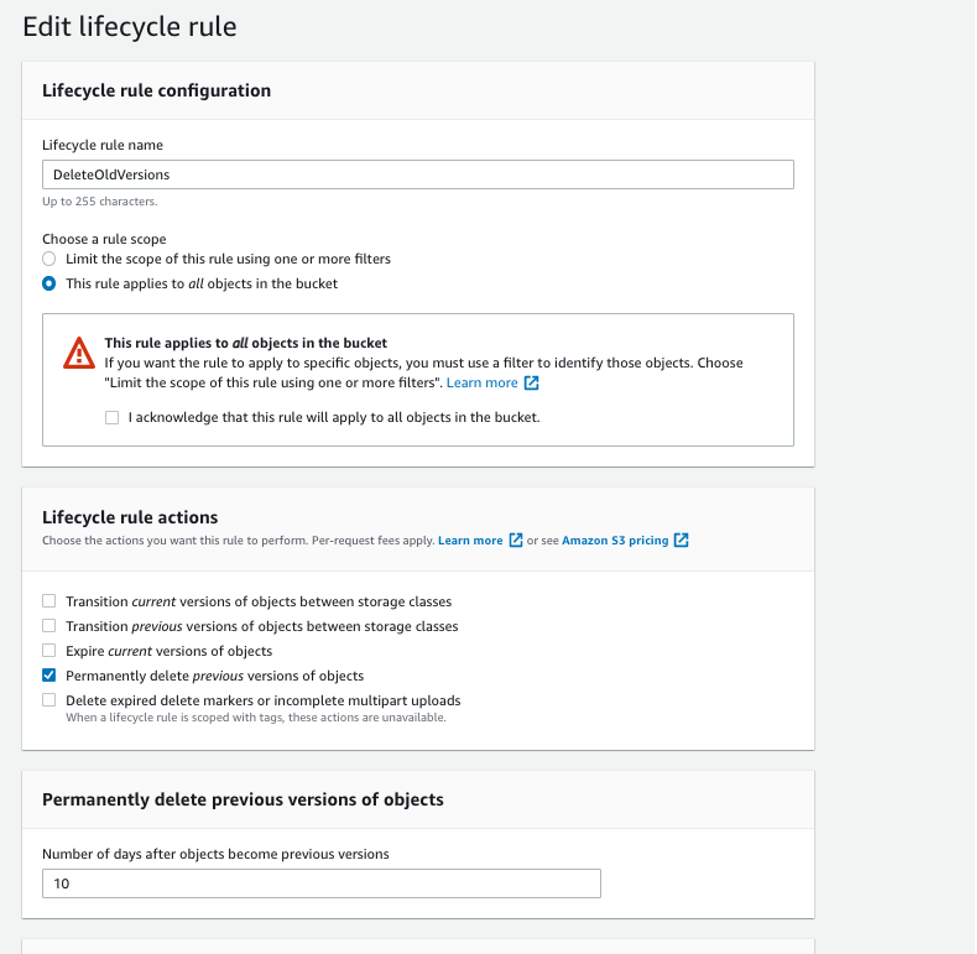 Edit lifecycle rule
Lifecycle rule configuration
Lifecycle rule name
DeleteOldVersions
Up to 255 characters.
Choose a rule scope
Limit the scope of this rule using one or more filters
This rule applies to all objects in the bucket
This rule applies to all objects in the bucket
If you want the rule to apply to specific objects, you must use a filter to identify those objects. Choose
"Limit the scope of this rule using one or more filters". Learn more
I acknowledge that this rule will apply to all objects in the bucket.
Lifecycle rule actions
Choose the actions you want this rule to perform. Per-request fees apply. Learn more or see Amazon S3 pricing
Transition current versions of objects between storage classes
Transition previous versions of objects between storage classes
Expire current versions of objects
Permanently delete previous versions of objects
Delete expired delete markers or incomplete multipart uploads
When a lifecycle rule is scoped with tags, these actions are unavailable.
Permanently delete previous versions of objects
Number of days after objects become previous versions
10